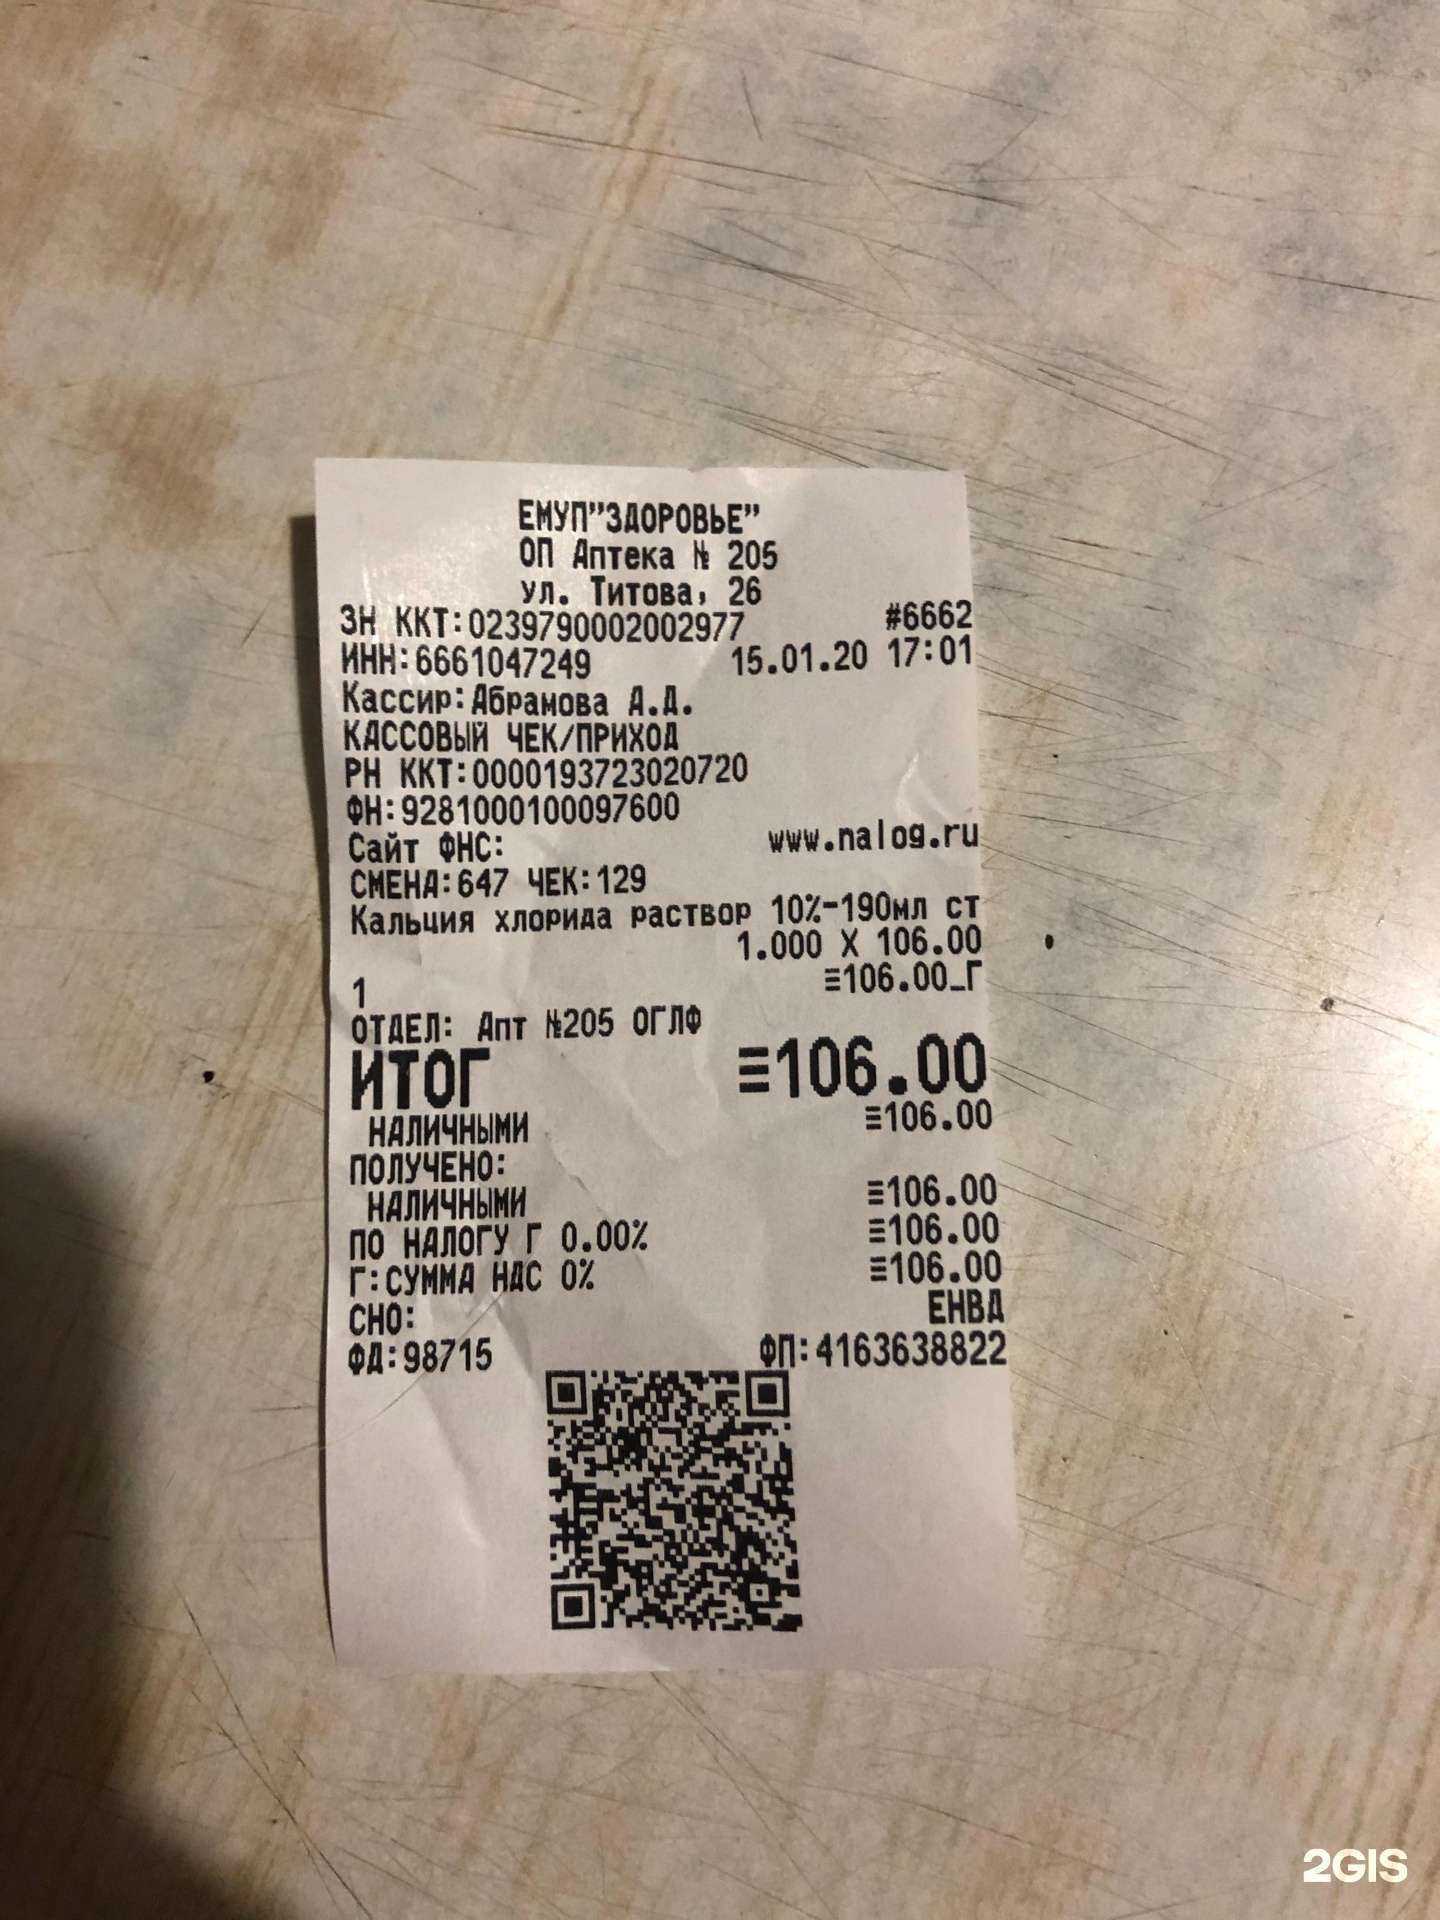 ЕМУП"ЗДОРОВЬЕ"
ОП Аптека № 205
ул. Титова, 26
ЗН ККТ:0239790002002977 #6662
ИНН:6661047249 15.01.20 17:01
Кассир:Абрамова А.Д.
КАССОВЫЙ ЧЕК/ПРИХОД
РН ККТ:0000193723020720
ФН:9281000100097600
Сайт ФНС: www.nalog.ru
СМЕНА:647 ЧЕК:129
Кальция хлорида раствор 10%-190мл ст
1.000 X 106.00
1 ≡106.00_Г
ОТДЕЛ: Апт №205 ОГЛФ
ИТОГ ≡106.00
НАЛИЧНЫМИ ≡106.00
ПОЛУЧЕНО:
НАЛИЧНЫМИ ≡106.00
ПО НАЛОГУ Г 0.00% ≡106.00
Г:СУММА НДС 0% ≡106.00
СНО: ЕНВД
ФД:98715 ФП:4163638822
2GIS